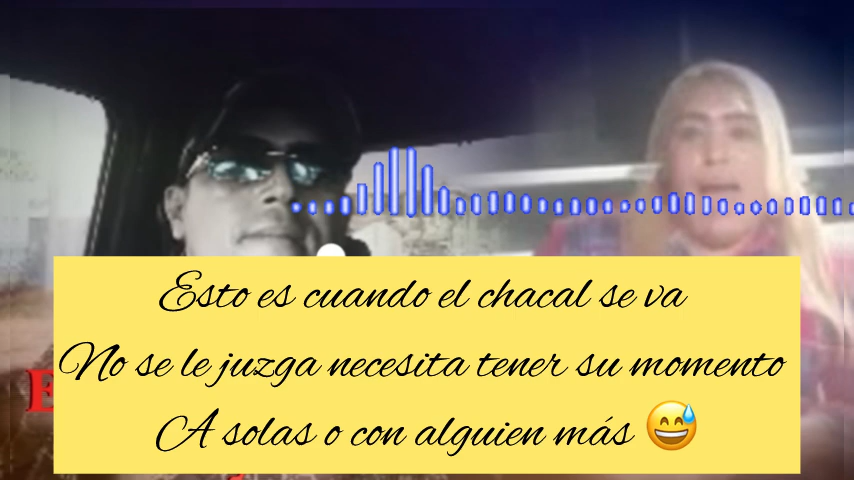 Esto es cuando el chacal se va
No se le juzga necesita tener su momento
A solas o con alguien más 😅
E